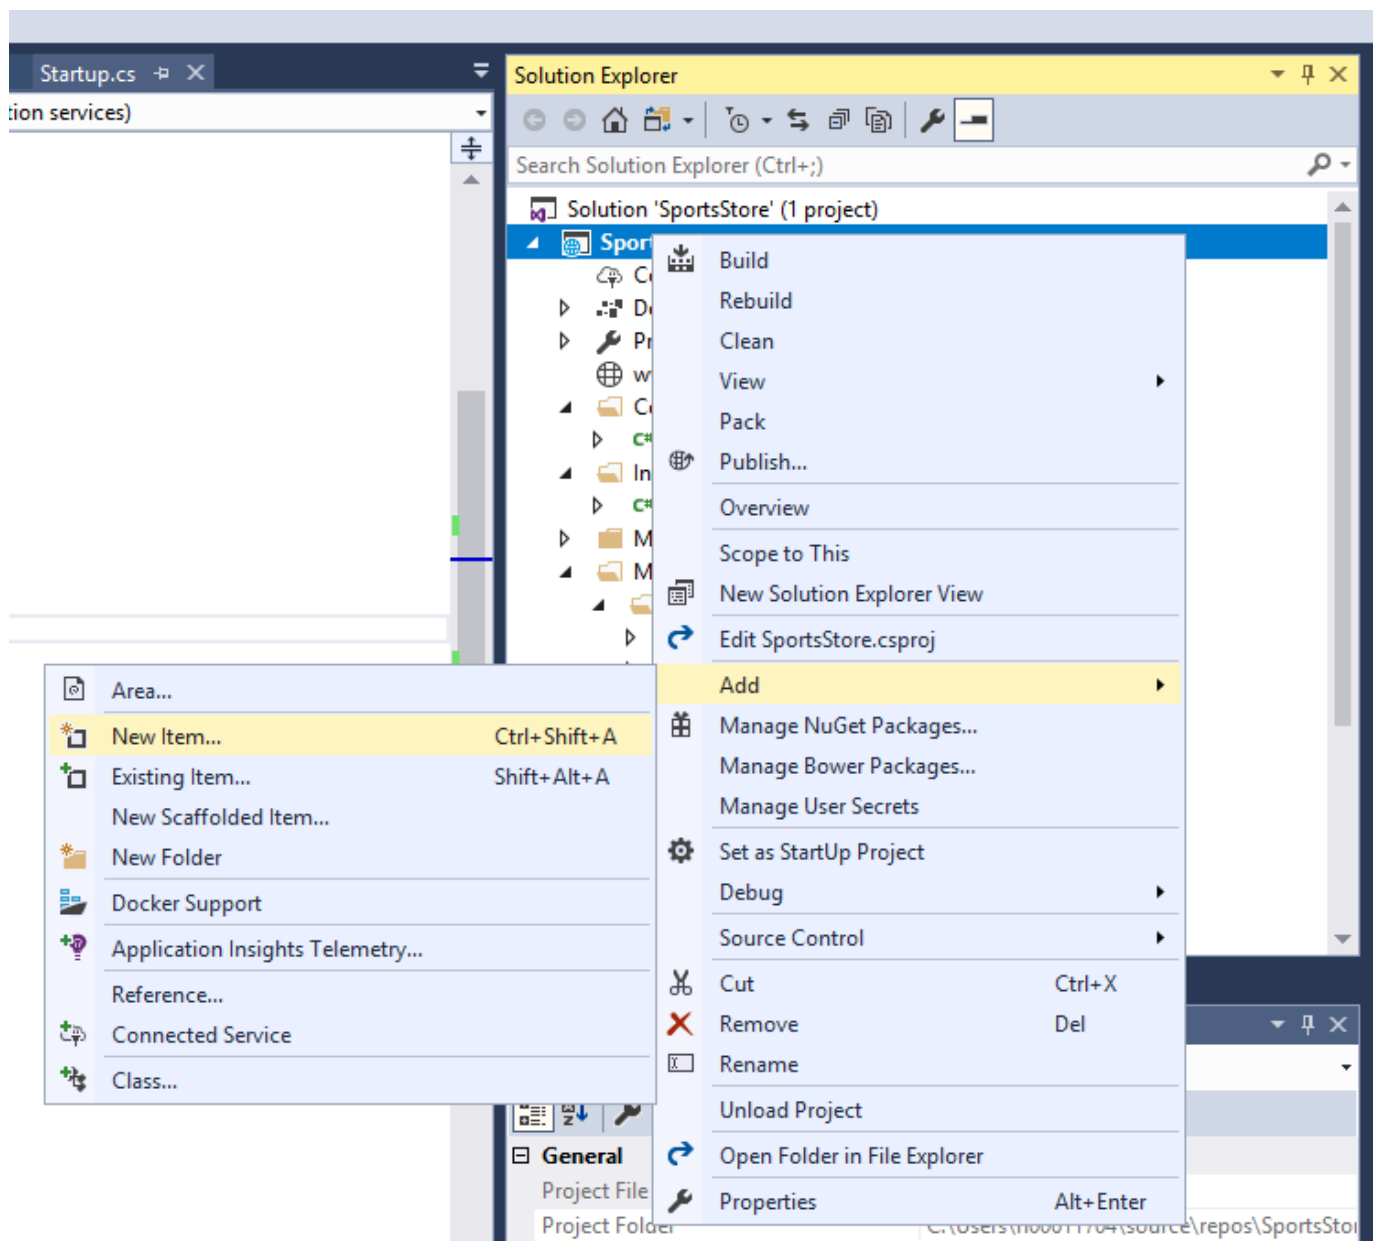 Startup.cs
tion services)
Solution Explorer
Search Solution Explorer (Ctrl+;)
Solution 'SportsStore' (1 project)
Spor
C#
In
C#
M
M
Build
Rebuild
Clean
View
Pack
Publish...
Overview
Scope to This
New Solution Explorer View
Edit SportsStore.csproj
Add
Manage NuGet Packages...
Manage Bower Packages...
Manage User Secrets
Set as StartUp Project
Debug
Source Control
Cut Ctrl+X
Remove Del
Rename
Unload Project
Open Folder in File Explorer
Properties Alt+Enter
Area...
New Item... Ctrl+Shift+A
Existing Item... Shift+Alt+A
New Scaffolded Item...
New Folder
Docker Support
Application Insights Telemetry...
Reference...
Connected Service
Class...
General
Project File
Project Folder